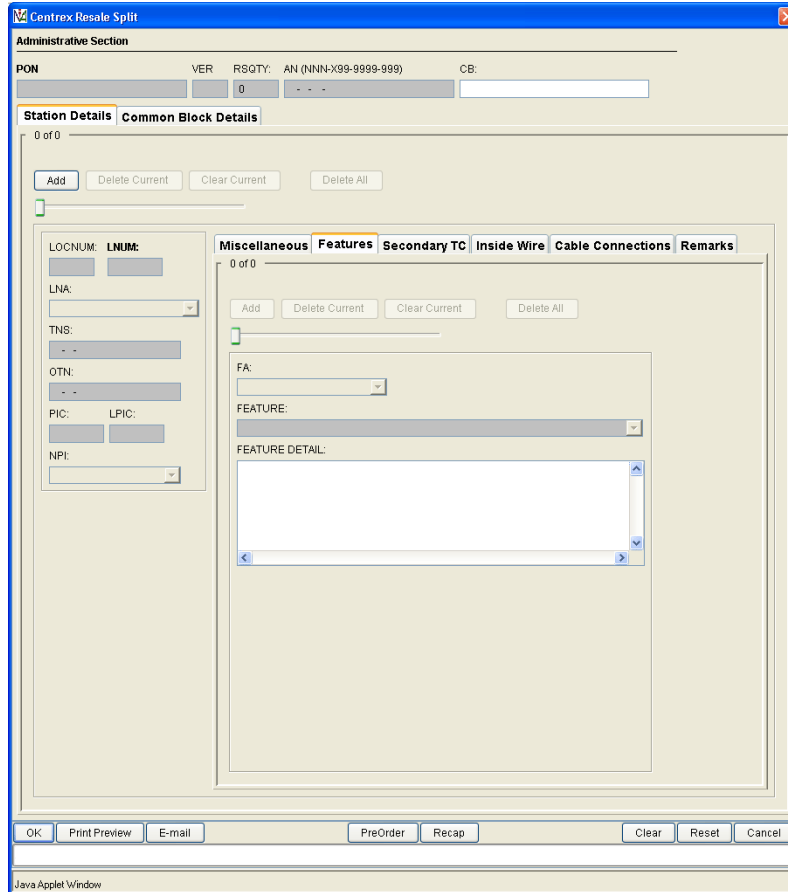 Centrex Resale Split
Administrative Section
PON VER RSQTY: AN (NNN-X99-9999-999) CB:
0 - - -
Station Details Common Block Details
0 of 0
Add Delete Current Clear Current Delete All
LOCNUM: LNUM:
LNA:
TNS:
- -
OTN:
- -
PIC: LPIC:
NPI:
Miscellaneous Features Secondary TC Inside Wire Cable Connections Remarks
0 of 0
Add Delete Current Clear Current Delete All
FA:
FEATURE:
FEATURE DETAIL:
OK Print Preview E-mail PreOrder Recap Clear Reset Cancel
Java Applet Window